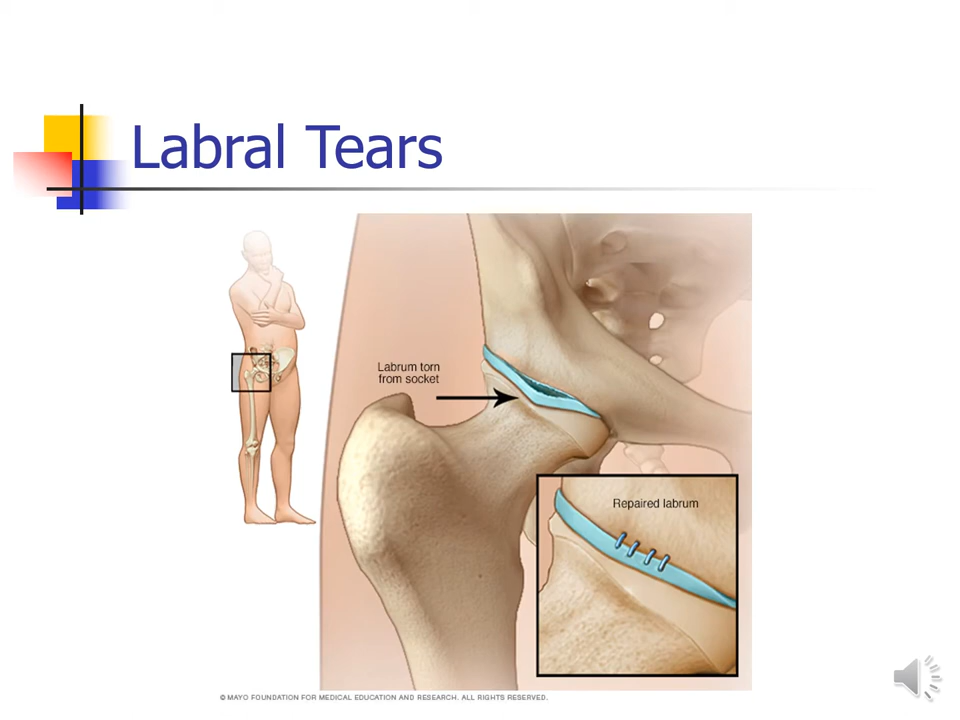 Labral Tears
Labrum torn
from socket
Repaired labrum
© MAYO FOUNDATION FOR MEDICAL EDUCATION AND RESEARCH. ALL RIGHTS RESERVED.